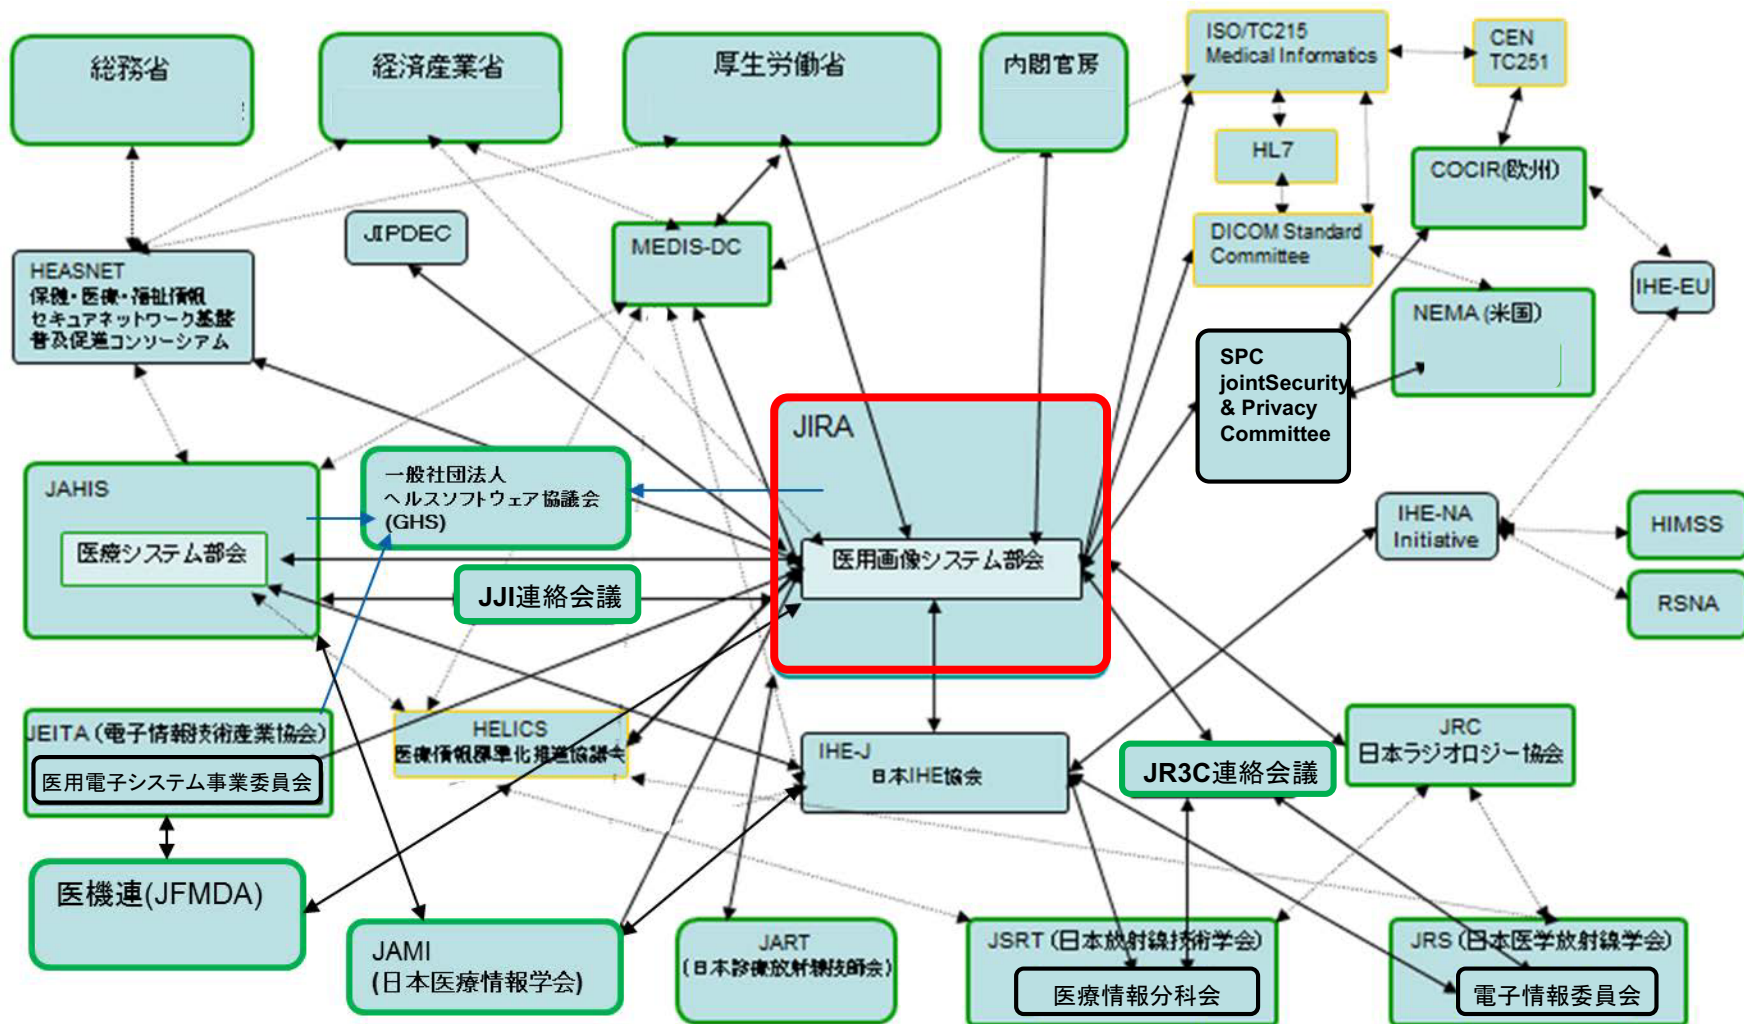 総務省
経済産業省
厚生労働省
内閣官房
ISO/TC215
Medical Informatics
CEN
TC251
HL7
COCIR(欧州)
JIPDEC
MEDIS-DC
DICOM Standard
Committee
IHE-EU
HEASNET
保健・医療・福祉情報
セキュアネットワーク基盤
普及促進コンソーシアム
NEMA (米国)
SPC
jointSecurity
& Privacy
Committee
JIRA
医用画像システム部会
JAHIS
医療システム部会
一般社団法人
ヘルスソフトウェア協議会
(GHS)
JJI連絡会議
IHE-NA
Initiative
HIMSS
RSNA
JEITA (電子情報技術産業協会)
医用電子システム事業委員会
HELICS
医療情報標準化推進協議会
IHE-J
日本IHE協会
JR3C連絡会議
JRC
日本ラジオロジー協会
医機連(JFMDA)
JAMI
(日本医療情報学会)
JART
(日本診療放射線技師会)
JSRT (日本放射線技術学会)
医療情報分科会
JRS (日本医学放射線学会)
電子情報委員会